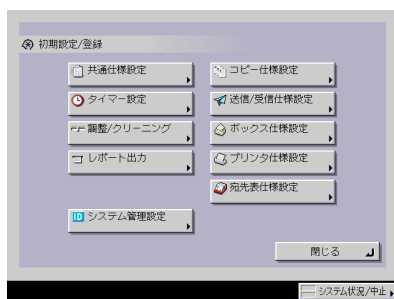 初期設定/登録
共通仕様設定
コピー仕様設定
タイマー設定
送信/受信仕様設定
調整/クリーニング
ボックス仕様設定
レポート出力
プリンタ仕様設定
宛先表仕様設定
ID システム管理設定
閉じる
システム状況/中止